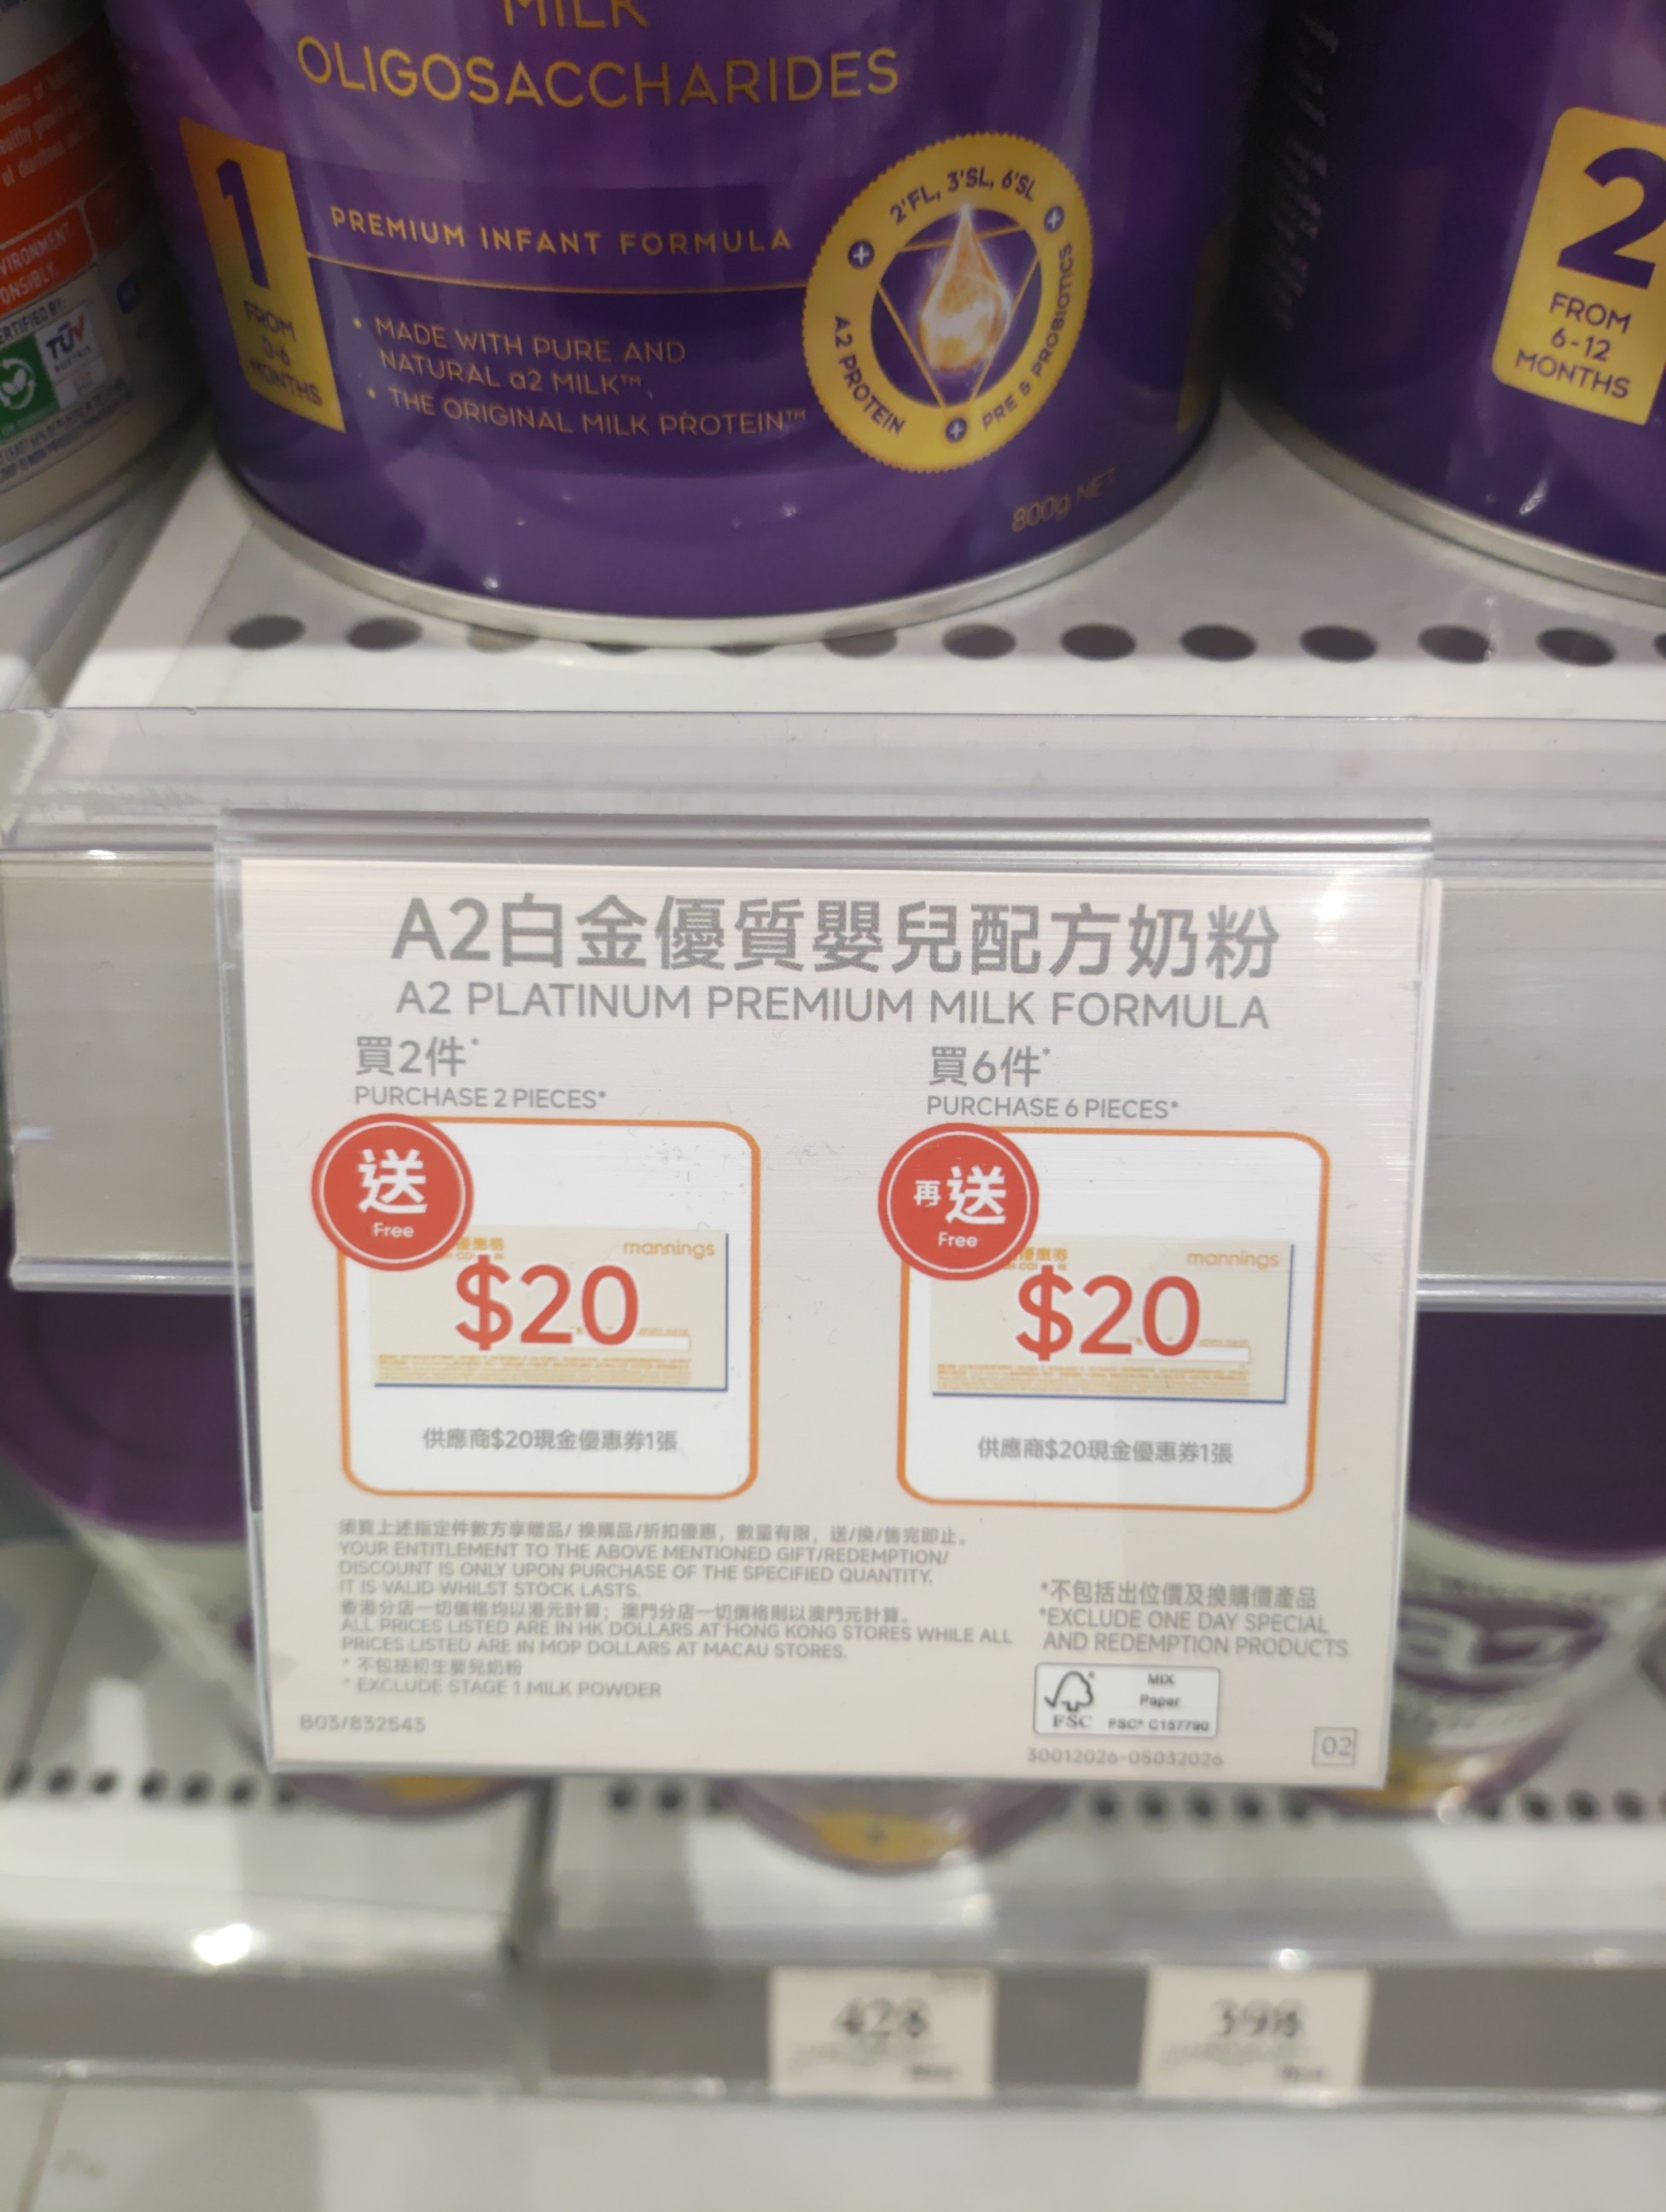 MILK
OLIGOSACCHARIDES
1
FROM
0-6
MONTHS
PREMIUM INFANT FORMULA
• MADE WITH PURE AND
NATURAL a2 MILK™,
• THE ORIGINAL MILK PROTEIN™
2'FL, 3'SL, 6'SL
A2 PROTEIN
PRE & PROBIOTICS
800g NET
2
FROM
6-12
MONTHS
VIRONMENT
ONSIBLY.
ERTIFIED BY
TÜV
A2白金優質嬰兒配方奶粉
A2 PLATINUM PREMIUM MILK FORMULA
買2件*
PURCHASE 2 PIECES*
送
Free
優惠券
mannings
$20
供應商$20現金優惠券1張
買6件*
PURCHASE 6 PIECES*
再送
Free
優惠券
mannings
$20
供應商$20現金優惠券1張
須買上述指定件數方享贈品/換購品/折扣優惠，數量有限，送/換/售完即止。
YOUR ENTITLEMENT TO THE ABOVE MENTIONED GIFT/REDEMPTION/
DISCOUNT IS ONLY UPON PURCHASE OF THE SPECIFIED QUANTITY.
IT IS VALID WHILST STOCK LASTS.
香港分店一切價格均以港元計算；澳門分店一切價格則以澳門元計算。
ALL PRICES LISTED ARE IN HK DOLLARS AT HONG KONG STORES WHILE ALL
PRICES LISTED ARE IN MOP DOLLARS AT MACAU STORES.
* 不包括初生嬰兒奶粉
* EXCLUDE STAGE 1 MILK POWDER
B03/832543
*不包括出位價及換購價產品
*EXCLUDE ONE DAY SPECIAL
AND REDEMPTION PRODUCTS
FSC
MIX
Paper
FSC® C157790
30012026-05032026
02
a2
428
398